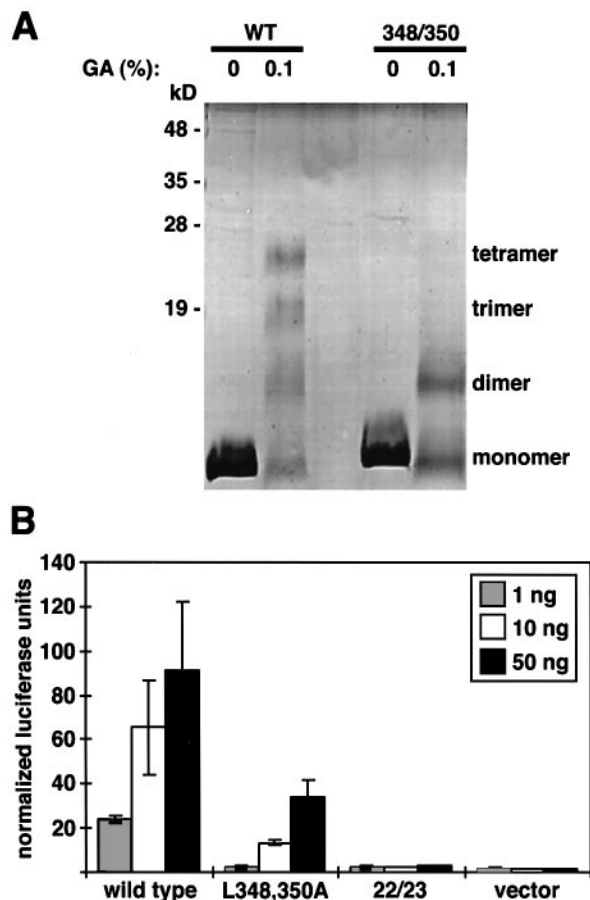 A
WT 348/350
GA (%): 0 0.1 0 0.1
kD
48 -
35 -
28 -
tetramer
19 - trimer
dimer
monomer
B
normalized luciferase units
140
120
100
80
60
40
20
1 ng
10 ng
50 ng
wild type L348,350A 22/23 vector